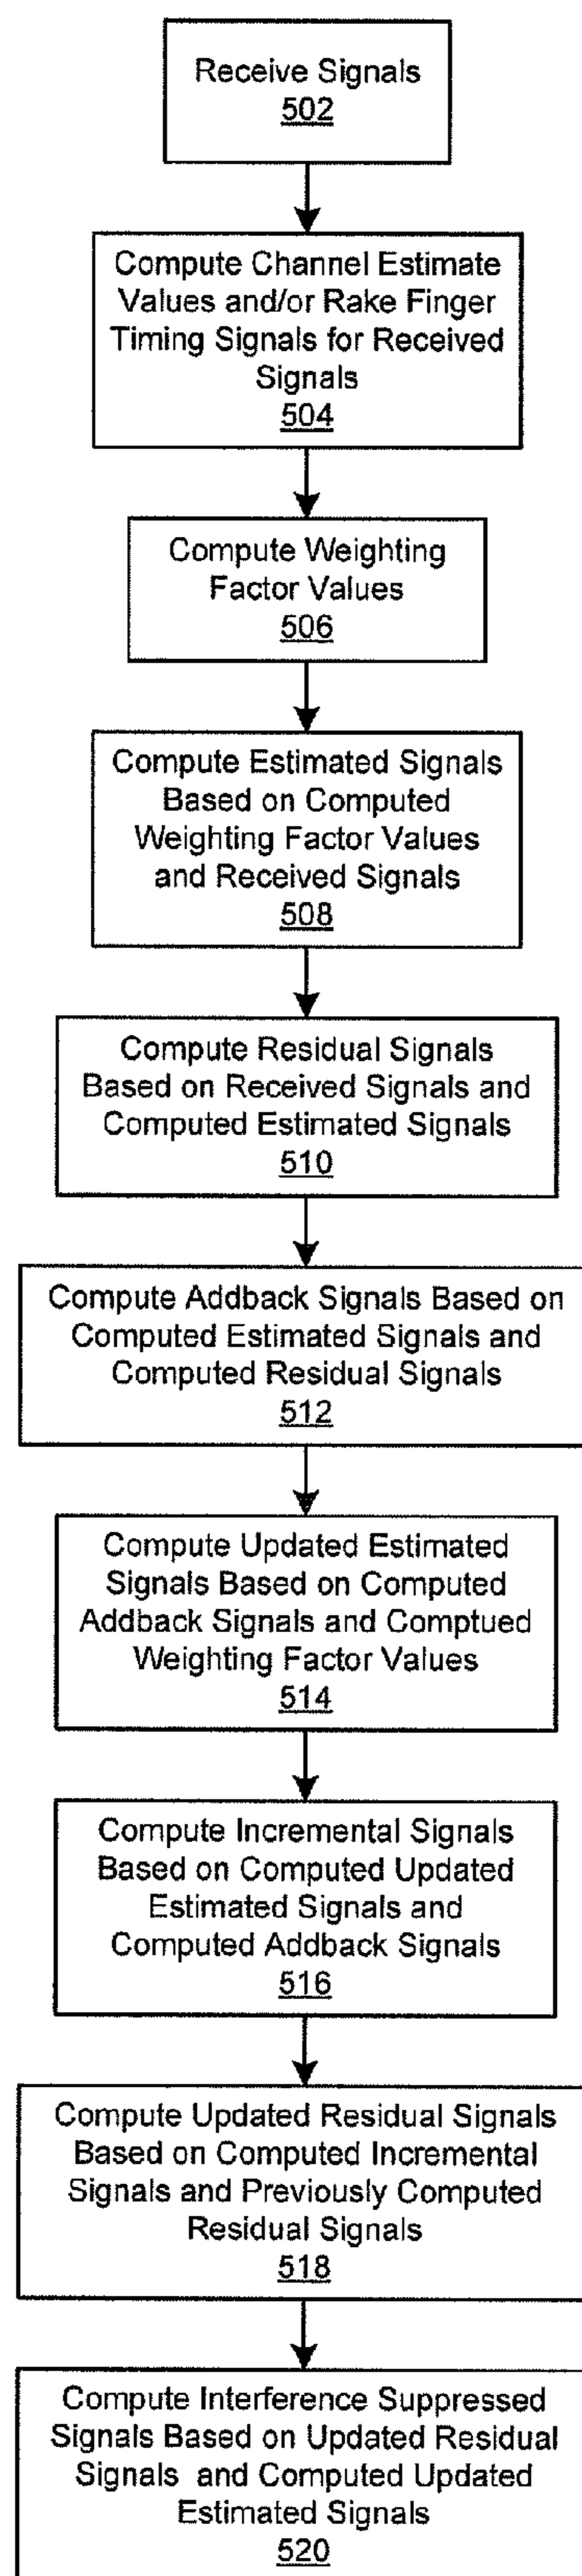 Receive Signals
502
Compute Channel Estimate
Values and/or Rake Finger
Timing Signals for Received
Signals
504
Compute Weighting
Factor Values
506
Compute Estimated Signals
Based on Computed
Weighting Factor Values
and Received Signals
508
Compute Residual Signals
Based on Received Signals and
Computed Estimated Signals
510
Compute Addback Signals Based on
Computed Estimated Signals and
Computed Residual Signals
512
Compute Updated Estimated
Signals Based on Computed
Addback Signals and Comptued
Weighting Factor Values
514
Compute Incremental Signals
Based on Computed Updated
Estimated Signals and
Computed Addback Signals
516
Compute Updated Residual Signals
Based on Computed Incremental
Signals and Previously Computed
Residual Signals
518
Compute Interference Suppressed
Signals Based on Updated Residual
Signals and Computed Updated
Estimated Signals
520